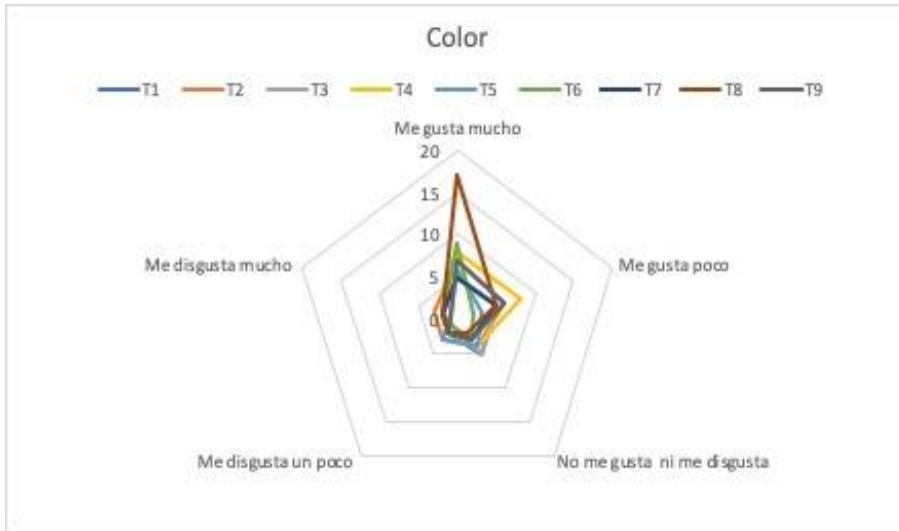 Color
T1 T2 T3 T4 T5 T6 T7 T8 T9
Me gusta mucho
20
15
10
5
0
Me disgusta mucho
Me gusta poco
Me disgusta un poco
No me gusta ni me disgusta